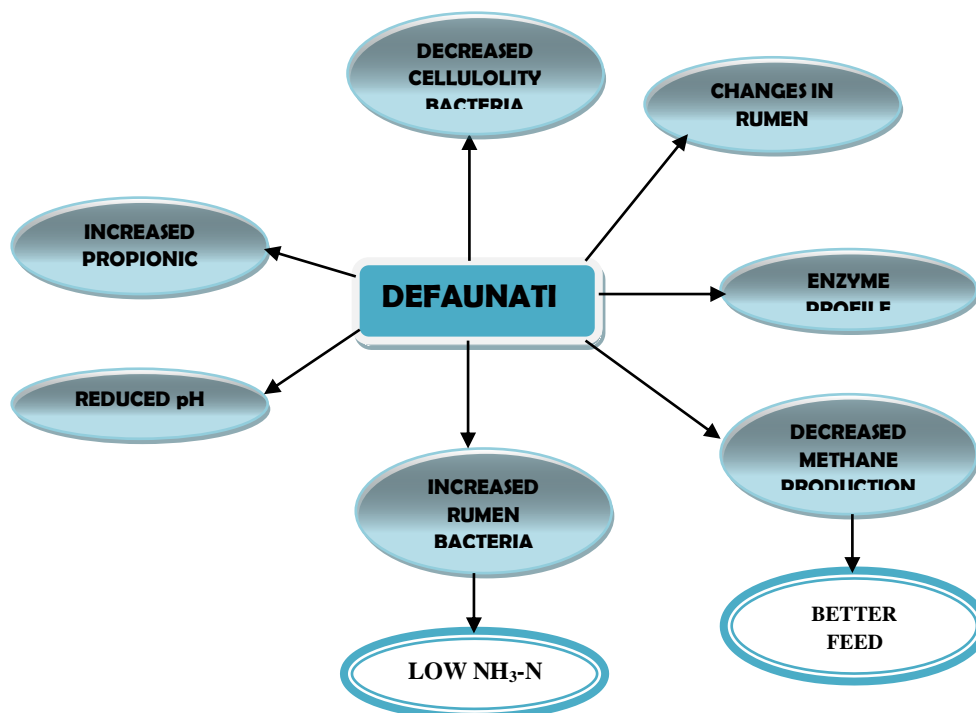 DECREASED
CELLULOLITY
BACTERIA
CHANGES IN
RUMEN
INCREASED
PROPIONIC
DEFAUNATI
ENZYME
PROFILE
REDUCED pH
DECREASED
METHANE
PRODUCTION
INCREASED
RUMEN
BACTERIA
BETTER
FEED
LOW NH₃-N